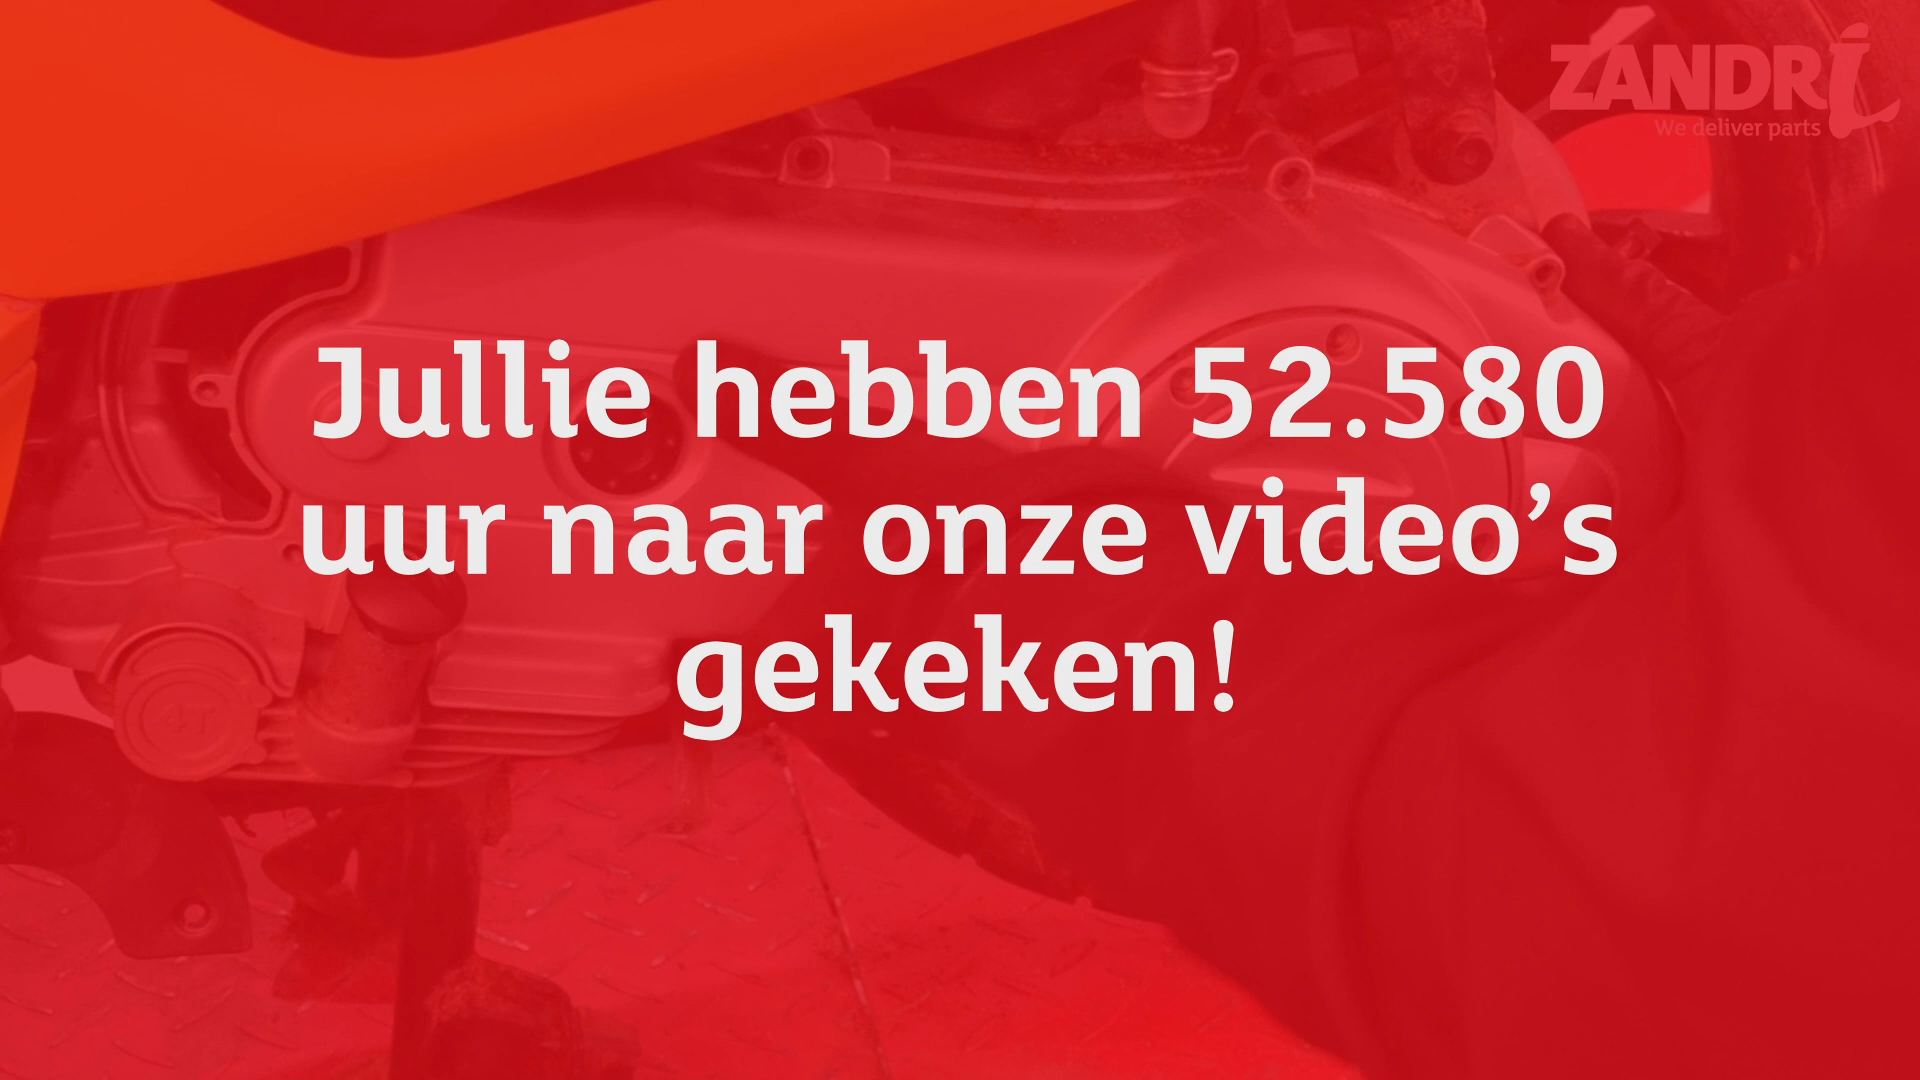 ZANDRi
We deliver parts
Jullie hebben 52.580
uur naar onze video’s
gekeken!